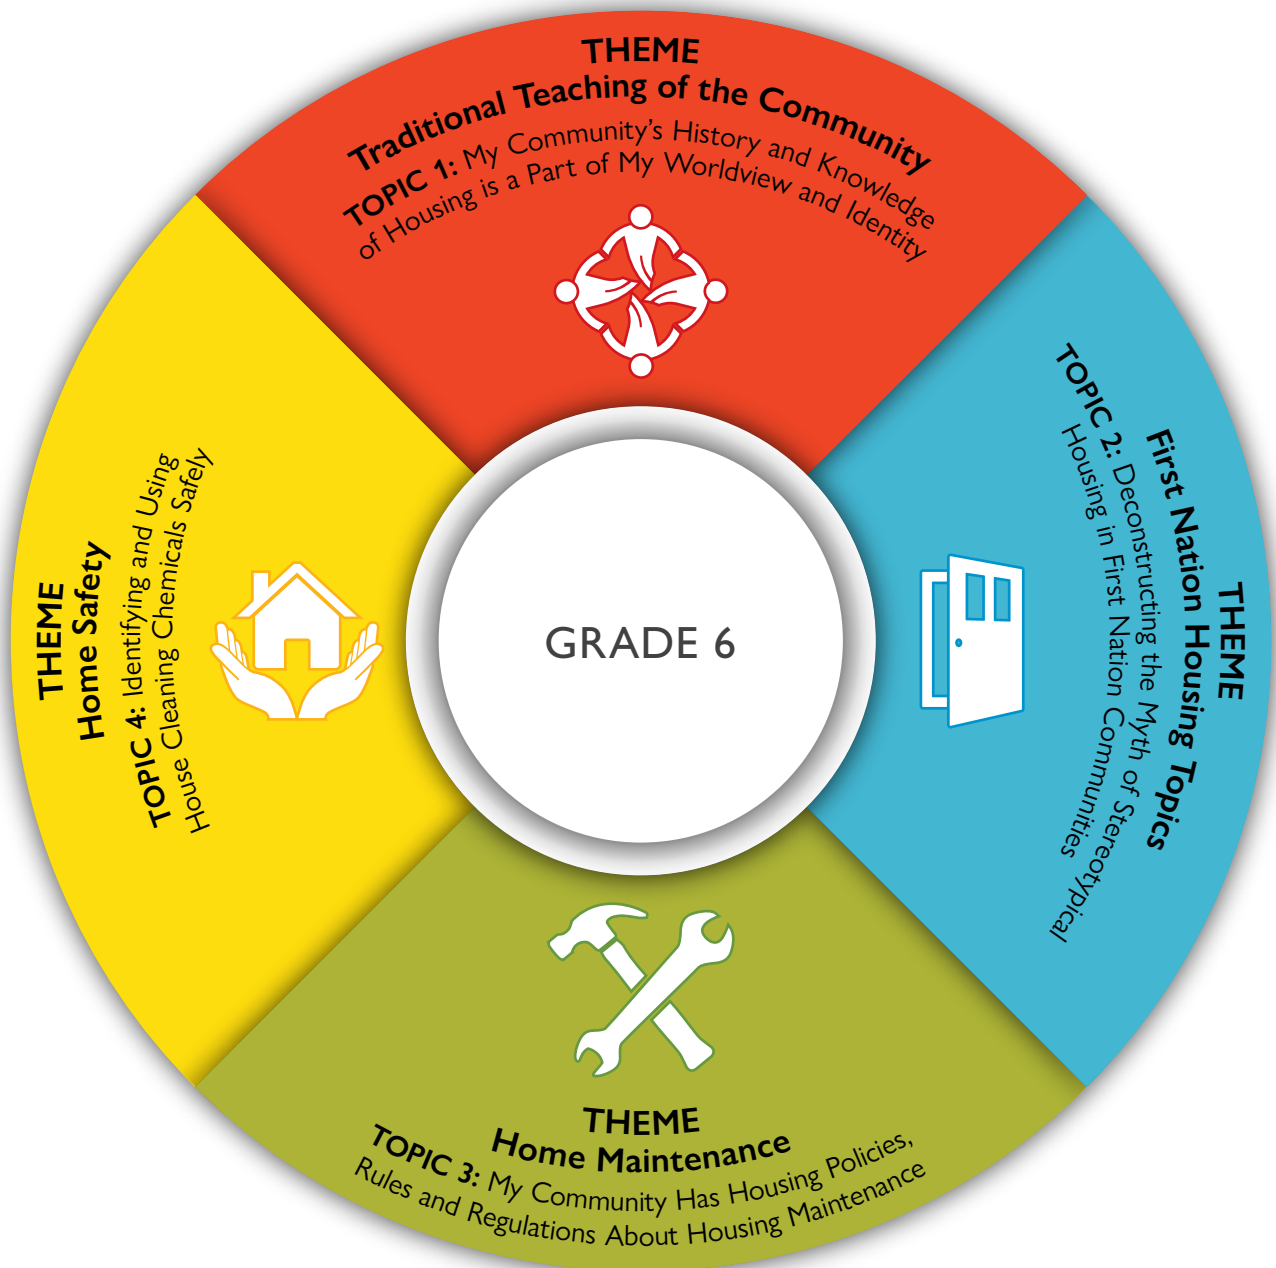 THEME
Traditional Teaching of the Community
TOPIC 1: My Community's History and Knowledge
of Housing is a Part of My Worldview and Identity
THEME
First Nation Housing Topics
TOPIC 2: Deconstructing the Myth of Stereotypical
Housing in First Nation Communities
THEME
Home Maintenance
TOPIC 3: My Community Has Housing Policies,
Rules and Regulations About Housing Maintenance
THEME
Home Safety
TOPIC 4: Identifying and Using
House Cleaning Chemicals Safely
GRADE 6